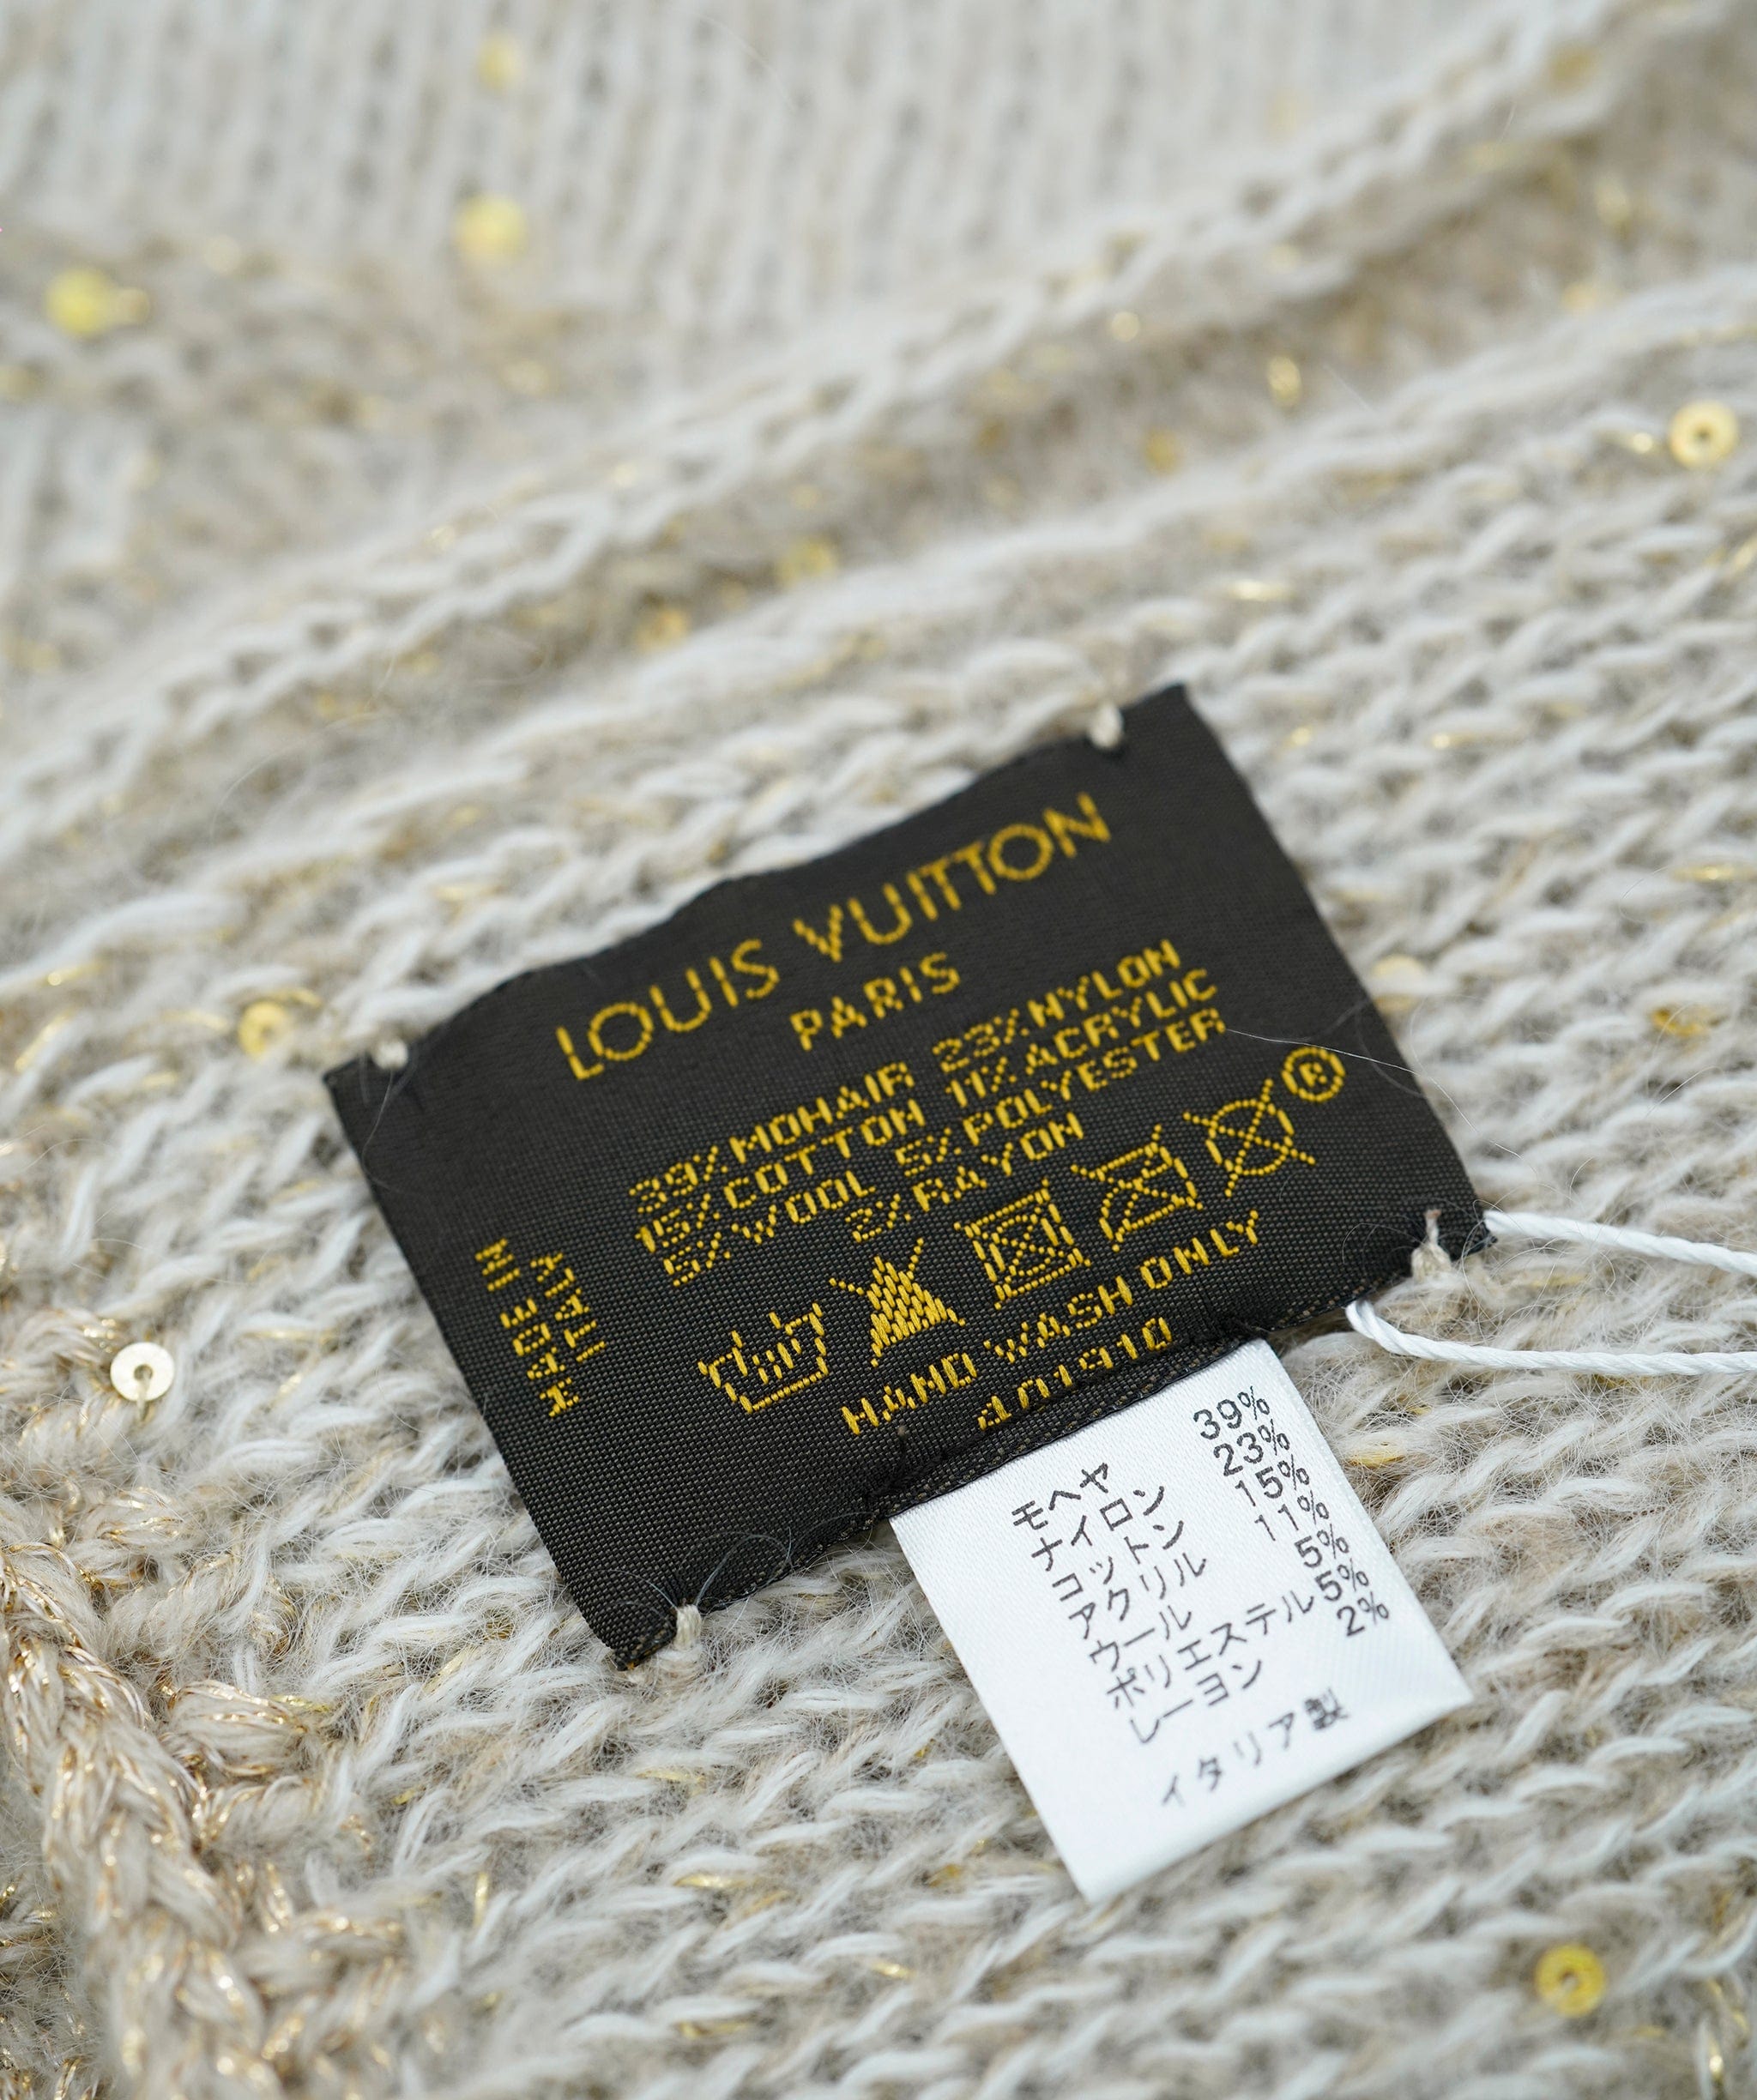 LOUIS VUITTON
PARIS
39% MOHAIR 23% NYLON
15% COTTON 11% ACRYLIC
5% WOOL 5% POLYESTER
2% RAYON
®
HAND WASH ONLY
401910
MADE IN
ITALY
モヘヤ 39%
ナイロン 23%
コットン 15%
アクリル 11%
ウール 5%
ポリエステル 5%
レーヨン 2%
イタリア製